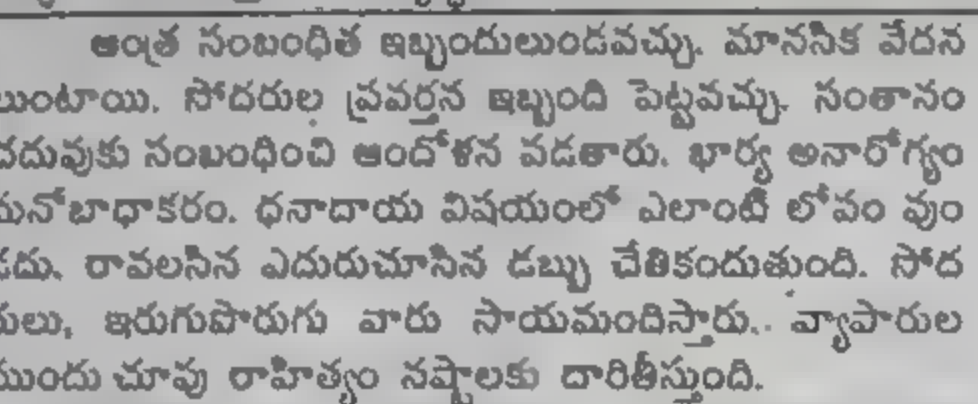 ఆంత్ర సంబంధిత ఇబ్బందులుండవచ్చు. మానసిక వేదన
లుంటాయి. సోదరుల ప్రవర్తన ఇబ్బంది పెట్టవచ్చు. సంతానం
చదువుకు సంబంధించి ఆందోళన పడతారు. భార్య అనారోగ్యం
మనోబాధాకరం. ధనాదాయ విషయంలో ఎలాంటి లోపం వుం
డదు. రావలసిన ఎదురుచూసిన డబ్బు చేతికందుతుంది. సోద
రులు, ఇరుగుపొరుగు వారు సాయమందిస్తారు. వ్యాపారుల
ముందు చూపు రాహిత్యం నష్టాలకు దారితీస్తుంది.